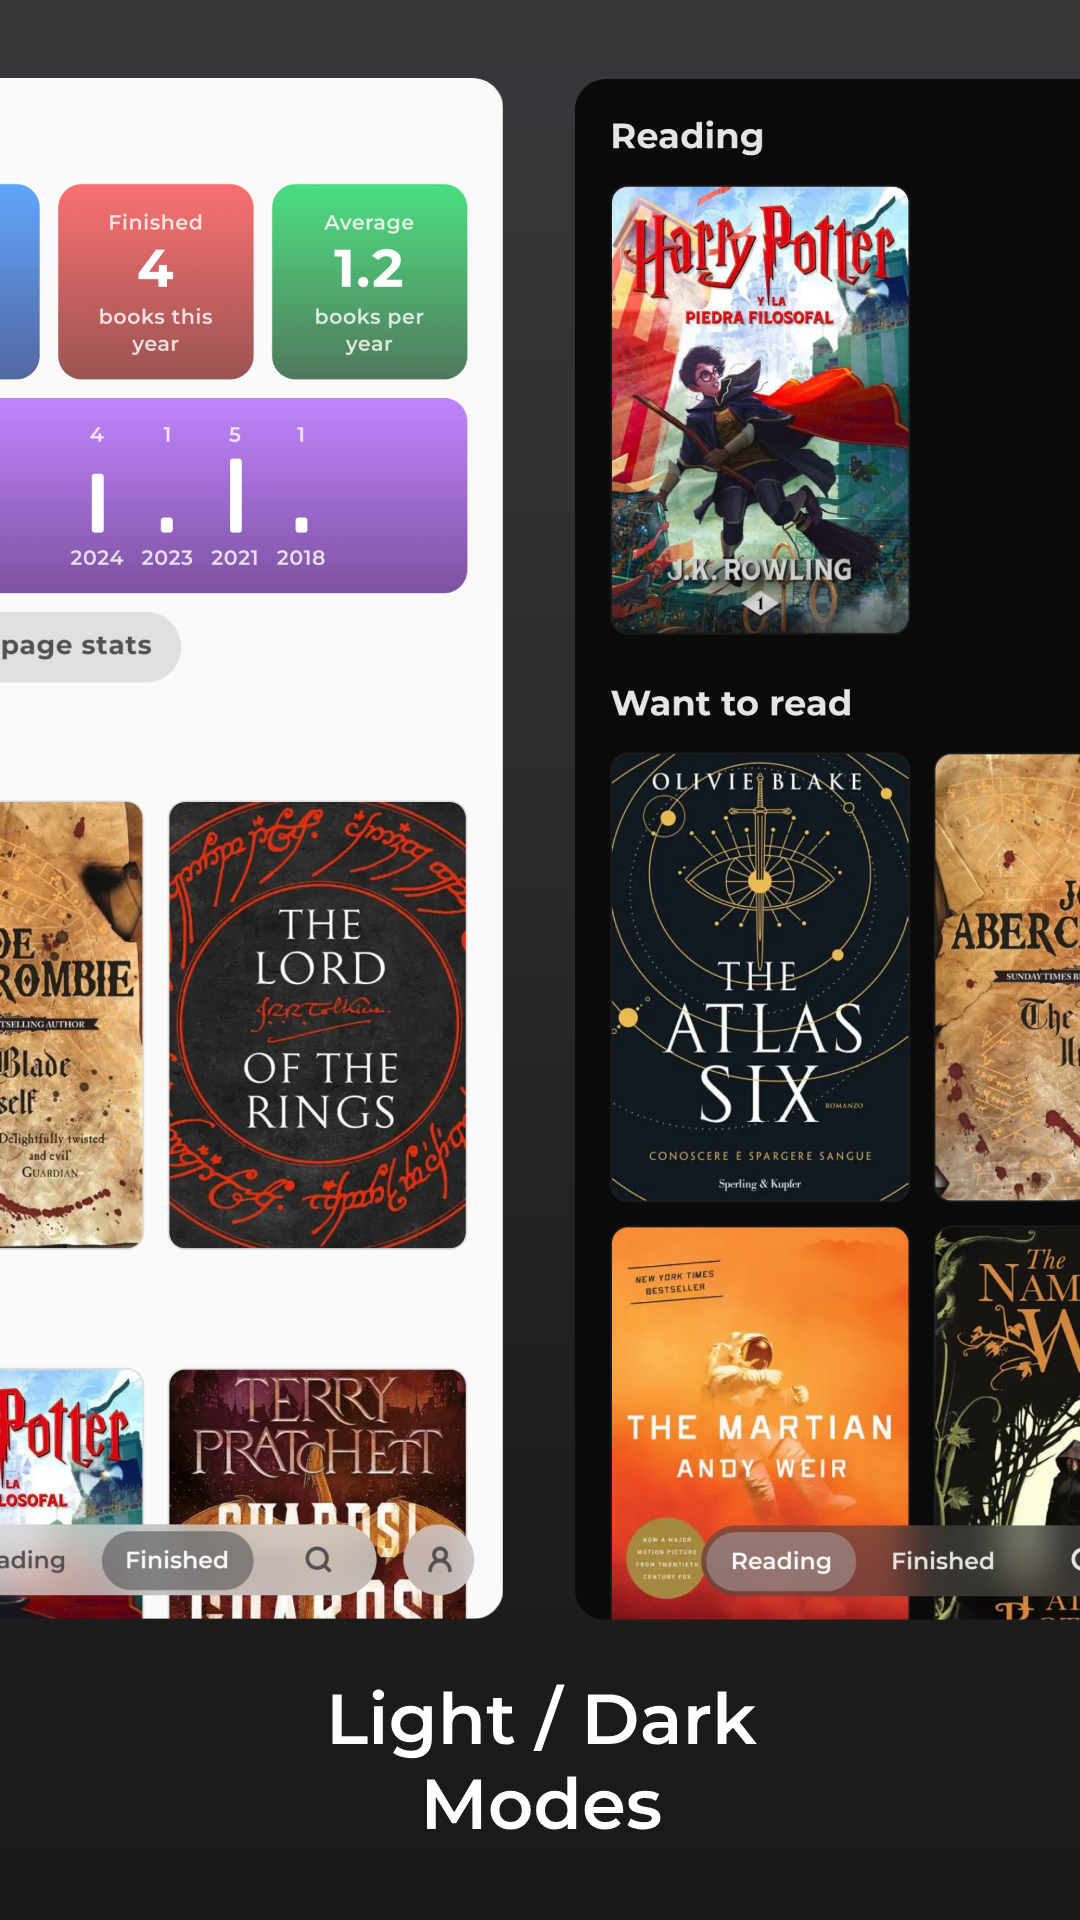 Finished
4
books this
year
Average
1.2
books per
year
4 1 5 1
2024 2023 2021 2018
page stats
ROMBIE
TSELLING AUTHOR
Blade
self
Delightfully twisted
and evil'
GUARDIAN
THE
LORD
J.R.R. Tolkien
OF THE
RINGS
Potter
LA
LOSOFAL
TERRY
PRATCHETT
GUARDS!
GUARDS!
ading
Finished
Reading
Harry Potter
Y LA
PIEDRA FILOSOFAL
J.K. ROWLING
1
Want to read
OLIVIE BLAKE
THE
ATLAS
SIX
ROMANZO
CONOSCERE È SPARGERE SANGUE
Sperling & Kupfer
JO
ABERC
SUNDAY TIMES B
The
NEW YORK TIMES
BESTSELLER
THE MARTIAN
ANDY WEIR
NOW A MAJOR
MOTION PICTURE
FROM TWENTIETH
CENTURY FOX
The
NAM
W
Reading
Finished
Light / Dark
Modes